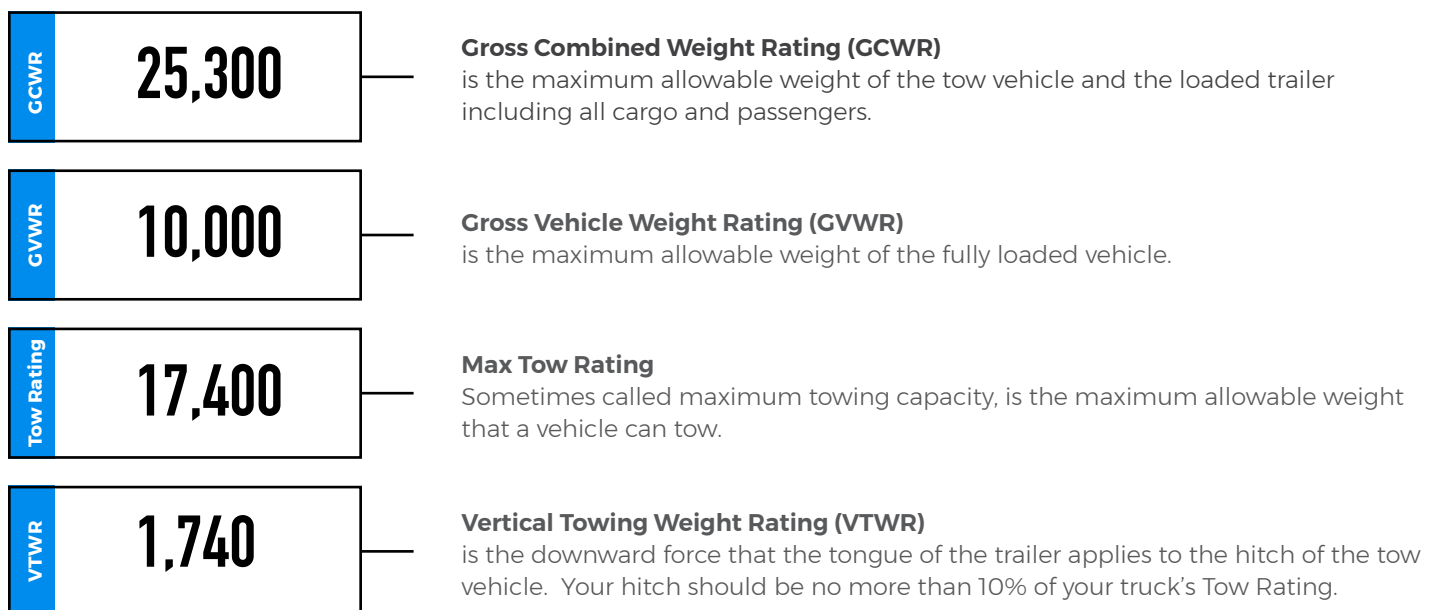 GCWR
25,300
Gross Combined Weight Rating (GCWR)
is the maximum allowable weight of the tow vehicle and the loaded trailer
including all cargo and passengers.
GVWR
10,000
Gross Vehicle Weight Rating (GVWR)
is the maximum allowable weight of the fully loaded vehicle.
Tow Rating
17,400
Max Tow Rating
Sometimes called maximum towing capacity, is the maximum allowable weight
that a vehicle can tow.
VTWR
1,740
Vertical Towing Weight Rating (VTWR)
is the downward force that the tongue of the trailer applies to the hitch of the tow
vehicle.  Your hitch should be no more than 10% of your truck's Tow Rating.